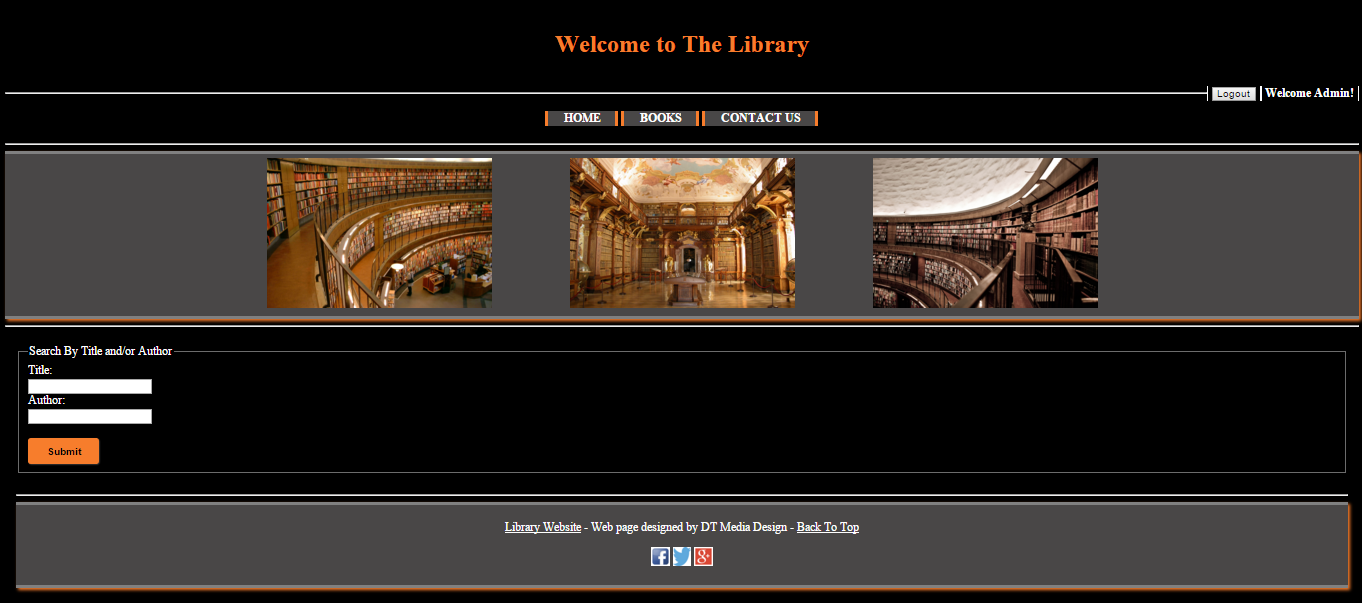 Welcome to The Library
Logout Welcome Admin!
HOME BOOKS CONTACT US
Search By Title and/or Author
Title:
Author:
Submit
Library Website - Web page designed by DT Media Design - Back To Top